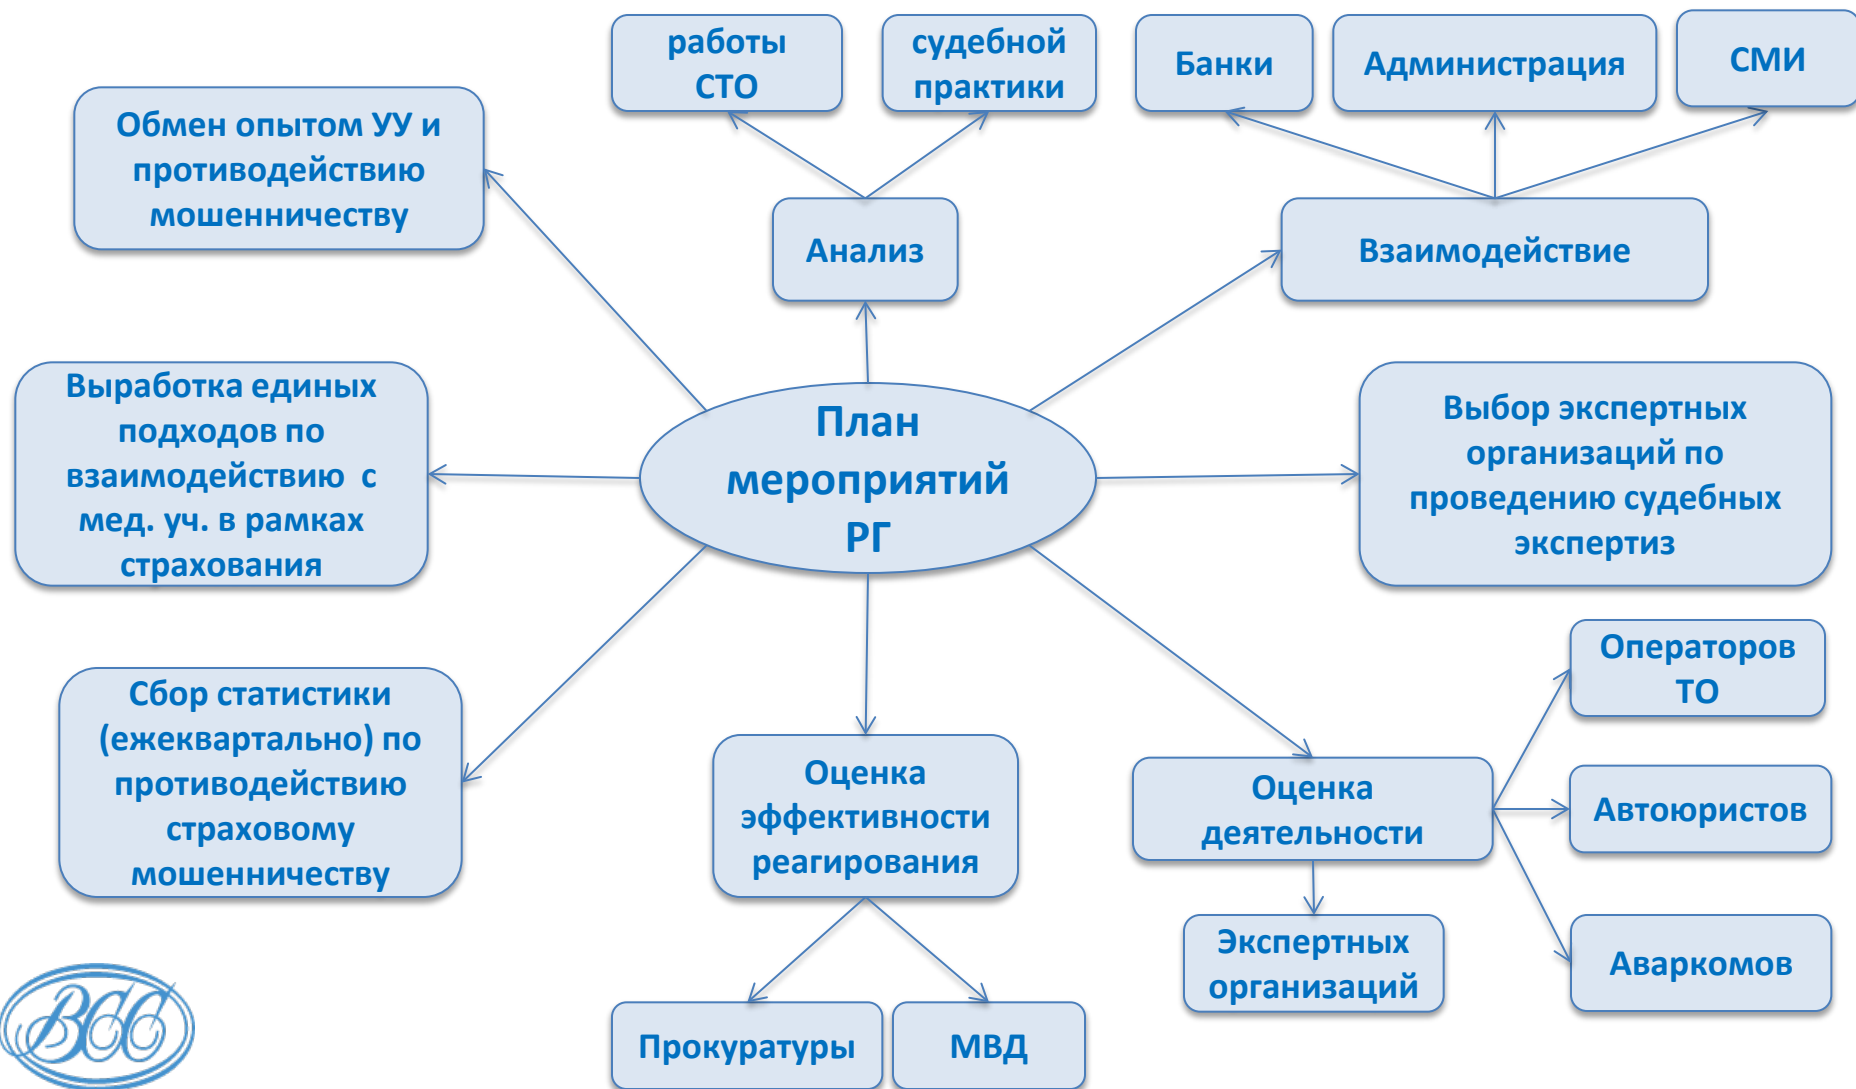 работы
СТО
судебной
практики
Банки
Администрация
СМИ
Обмен опытом УУ и
противодействию
мошенничеству
Анализ
Взаимодействие
Выработка единых
подходов по
взаимодействию с
мед. уч. в рамках
страхования
План
мероприятий
РГ
Выбор экспертных
организаций по
проведению судебных
экспертиз
Сбор статистики
(ежеквартально) по
противодействию
страховому
мошенничеству
Оценка
эффективности
реагирования
Оценка
деятельности
Операторов
ТО
Автоюристов
Аваркомов
Экспертных
организаций
Прокуратуры
МВД
ВСС